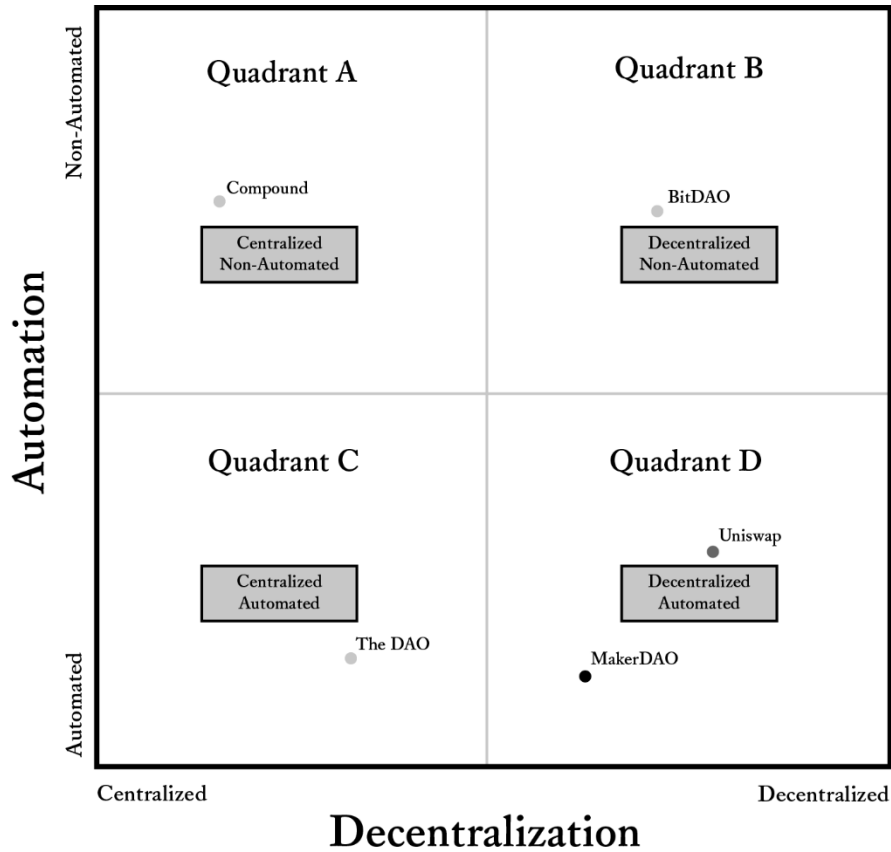 Non-Automated
Quadrant A
Quadrant B
Compound
BitDAO
Centralized
Non-Automated
Decentralized
Non-Automated
Automation
Quadrant C
Quadrant D
Uniswap
Centralized
Automated
Decentralized
Automated
The DAO
MakerDAO
Automated
Centralized
Decentralized
Decentralization